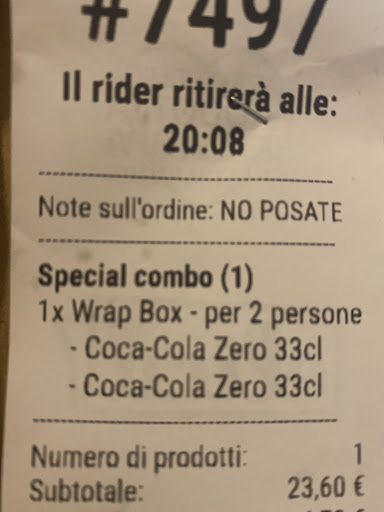 #7497
Il rider ritirerà alle:
20:08
Note sull'ordine: NO POSATE
Special combo (1)
1x Wrap Box - per 2 persone
- Coca-Cola Zero 33cl
- Coca-Cola Zero 33cl
Numero di prodotti: 1
Subtotale: 23,60 €